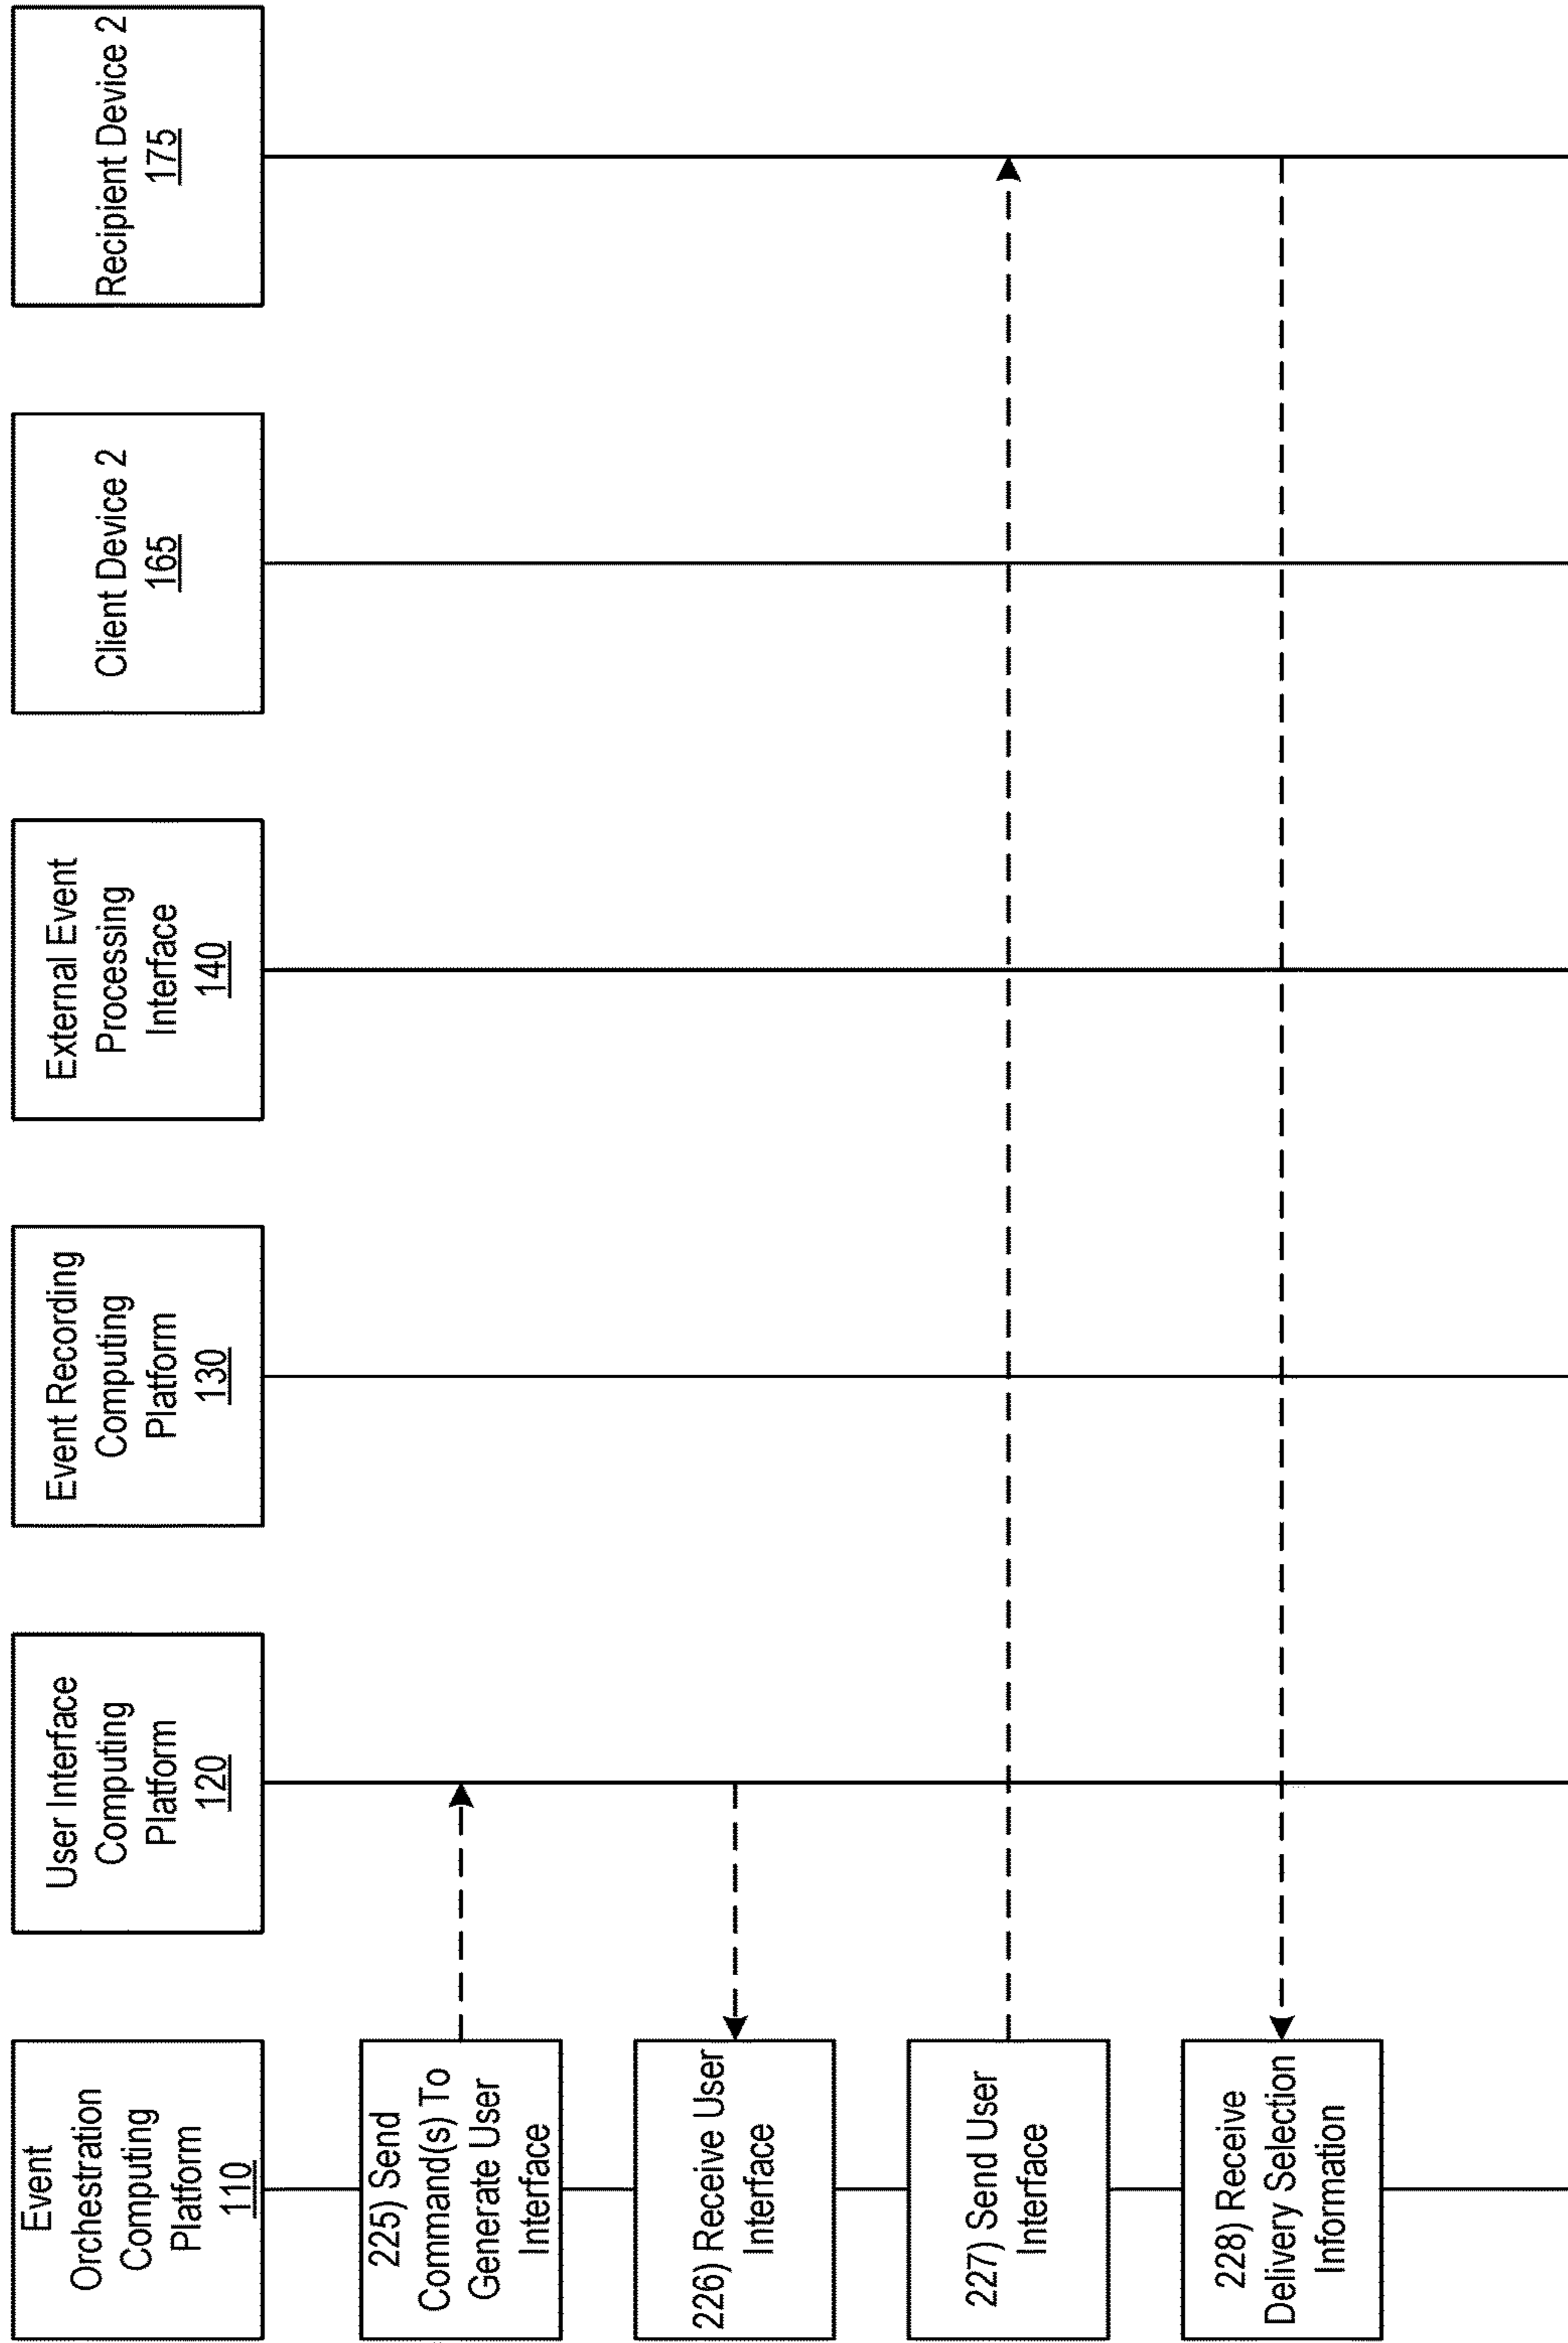 Event
Orchestration
Computing
Platform
110
User Interface
Computing
Platform
120
Event Recording
Computing
Platform
130
External Event
Processing
Interface
140
Client Device 2
165
Recipient Device 2
175
225) Send
Command(s) To
Generate User
Interface
226) Receive User
Interface
227) Send User
Interface
228) Receive
Delivery Selection
Information